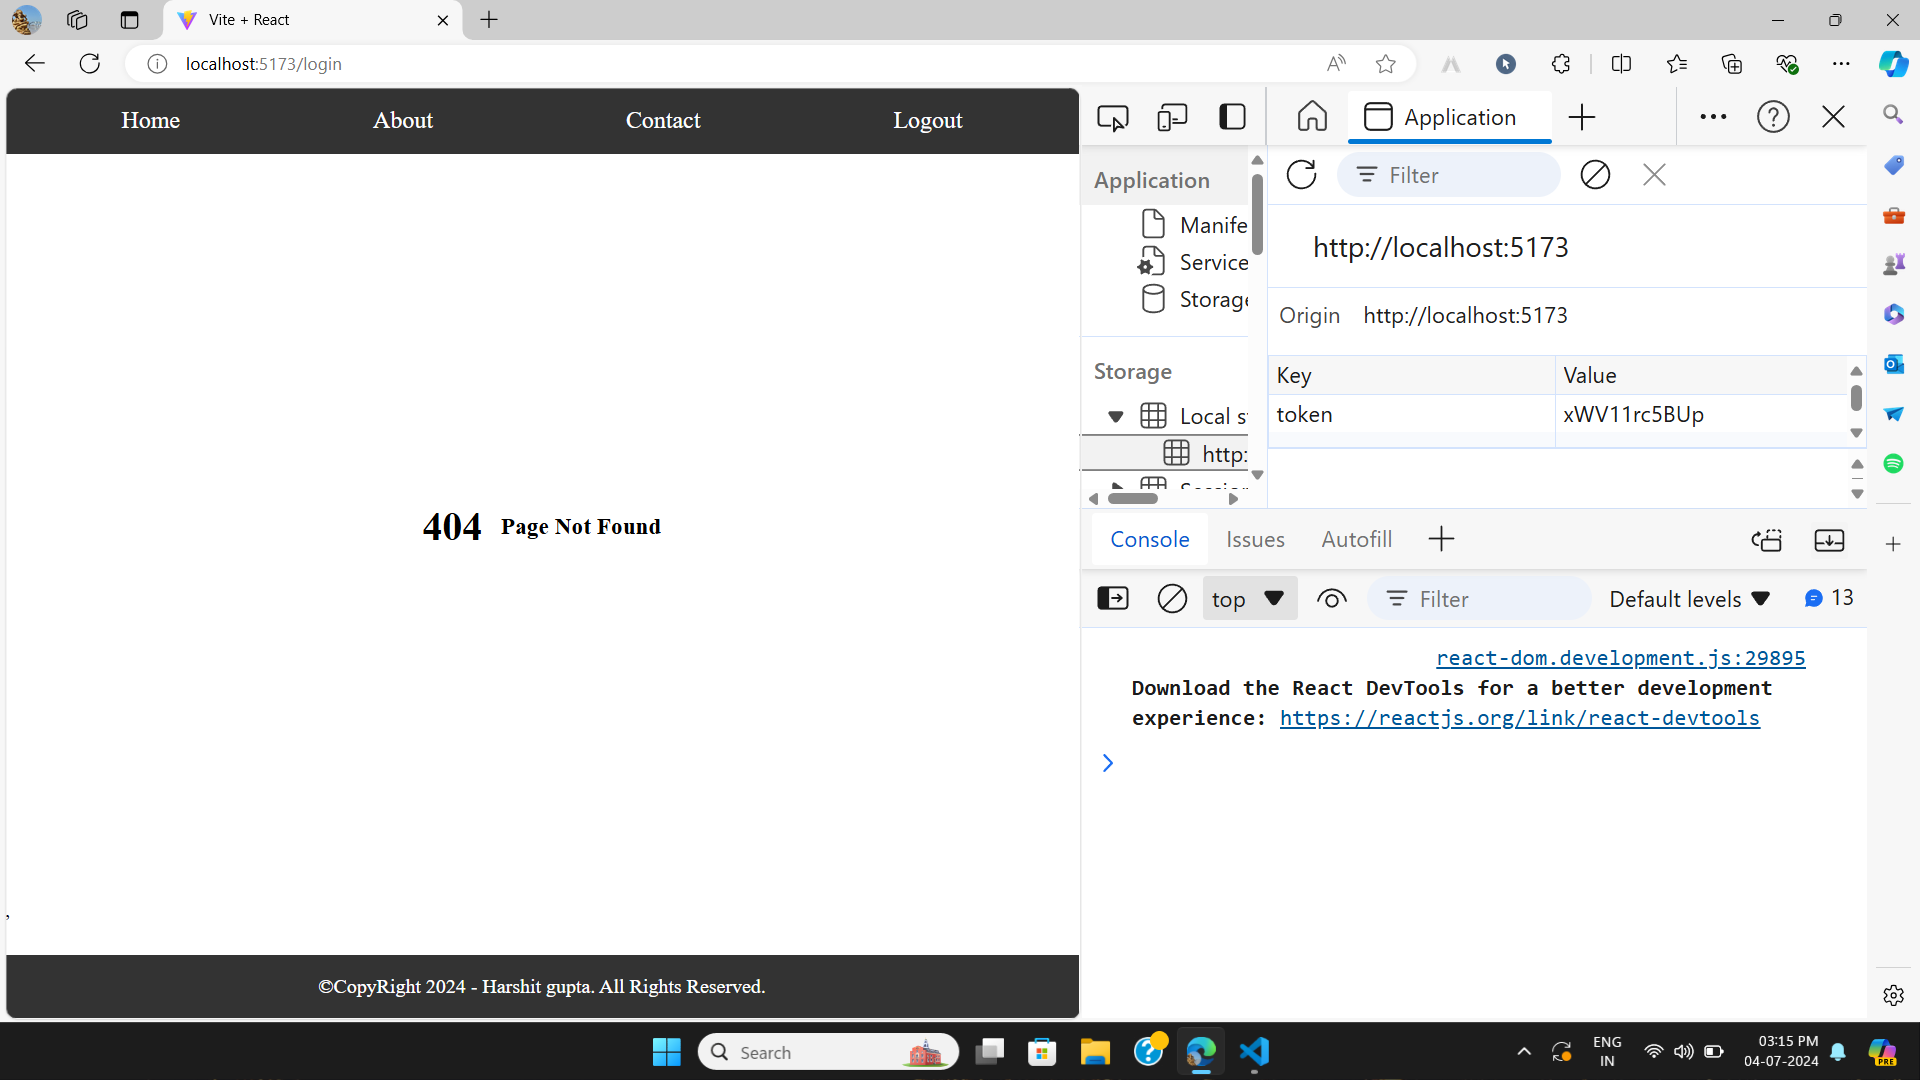 Vite + React
localhost:5173/login
Home About Contact Logout
404 Page Not Found
,
©CopyRight 2024 - Harshit gupta. All Rights Reserved.
Application
Filter
Application
Manife
Service
Storage
Storage
Local s
http:
http://localhost:5173
Origin http://localhost:5173
Key Value
token xWV11rc5BUp
Console Issues Autofill
top Filter Default levels 13
react-dom.development.js:29895
Download the React DevTools for a better development
experience: https://reactjs.org/link/react-devtools
Search
ENG
IN
03:15 PM
04-07-2024
PRE